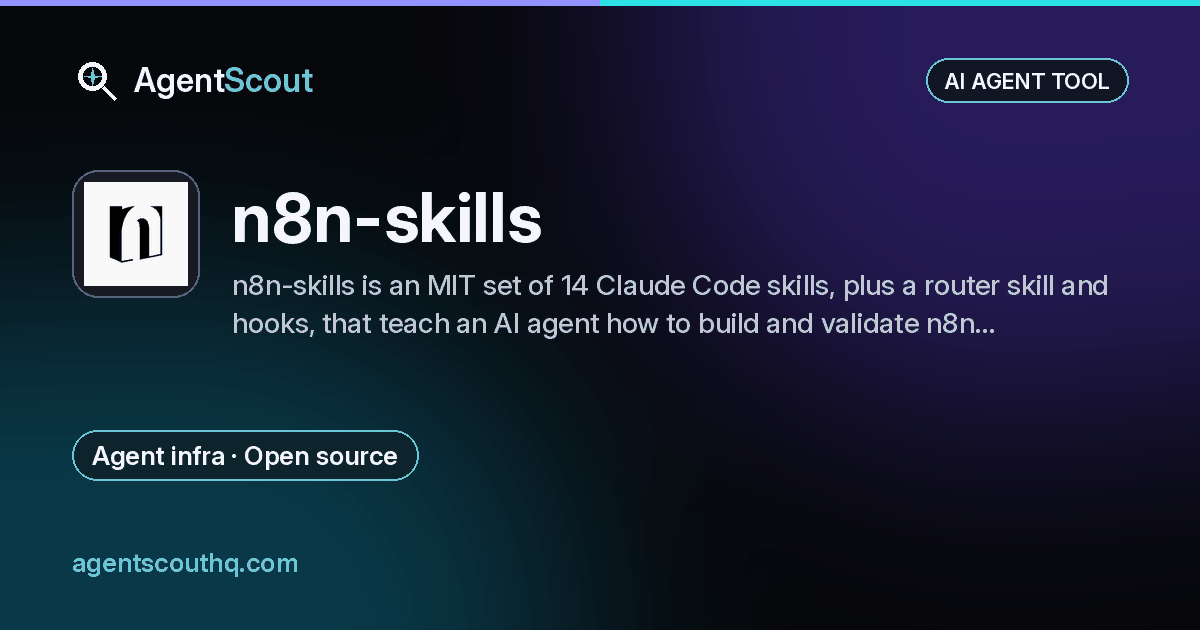 AgentScout
AI AGENT TOOL
n8n-skills
n8n-skills is an MIT set of 14 Claude Code skills, plus a router skill and
hooks, that teach an AI agent how to build and validate n8n...
Agent infra · Open source
agentscouthq.com